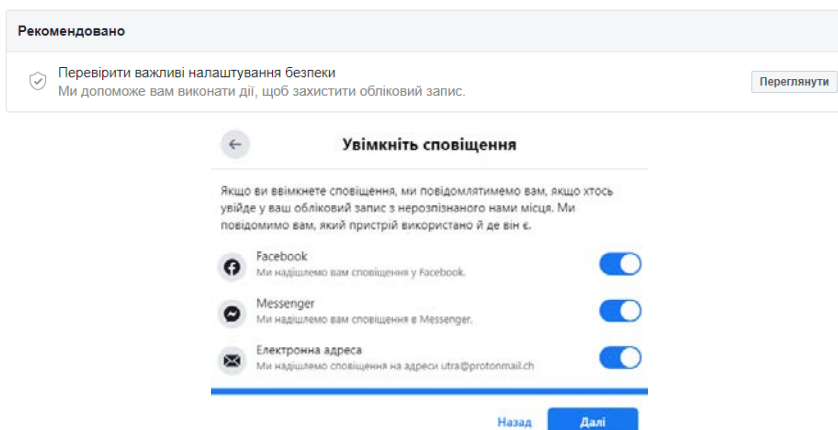 Рекомендовано
Перевірити важливі налаштування безпеки
Ми допоможе вам виконати дії, щоб захистити обліковий запис.
Переглянути
Увімкніть сповіщення
Якщо ви ввімкнете сповіщення, ми повідомлятимемо вам, якщо хтось
увійде у ваш обліковий запис з нерозпізнаного нами місця. Ми
повідомимо вам, який пристрій використано й де він є.
Facebook
Ми надішлемо вам сповіщення у Facebook.
Messenger
Ми надішлемо вам сповіщення в Messenger.
Електронна адреса
Ми надішлемо сповіщення на адреси utra@protonmail.ch
Назад
Далі